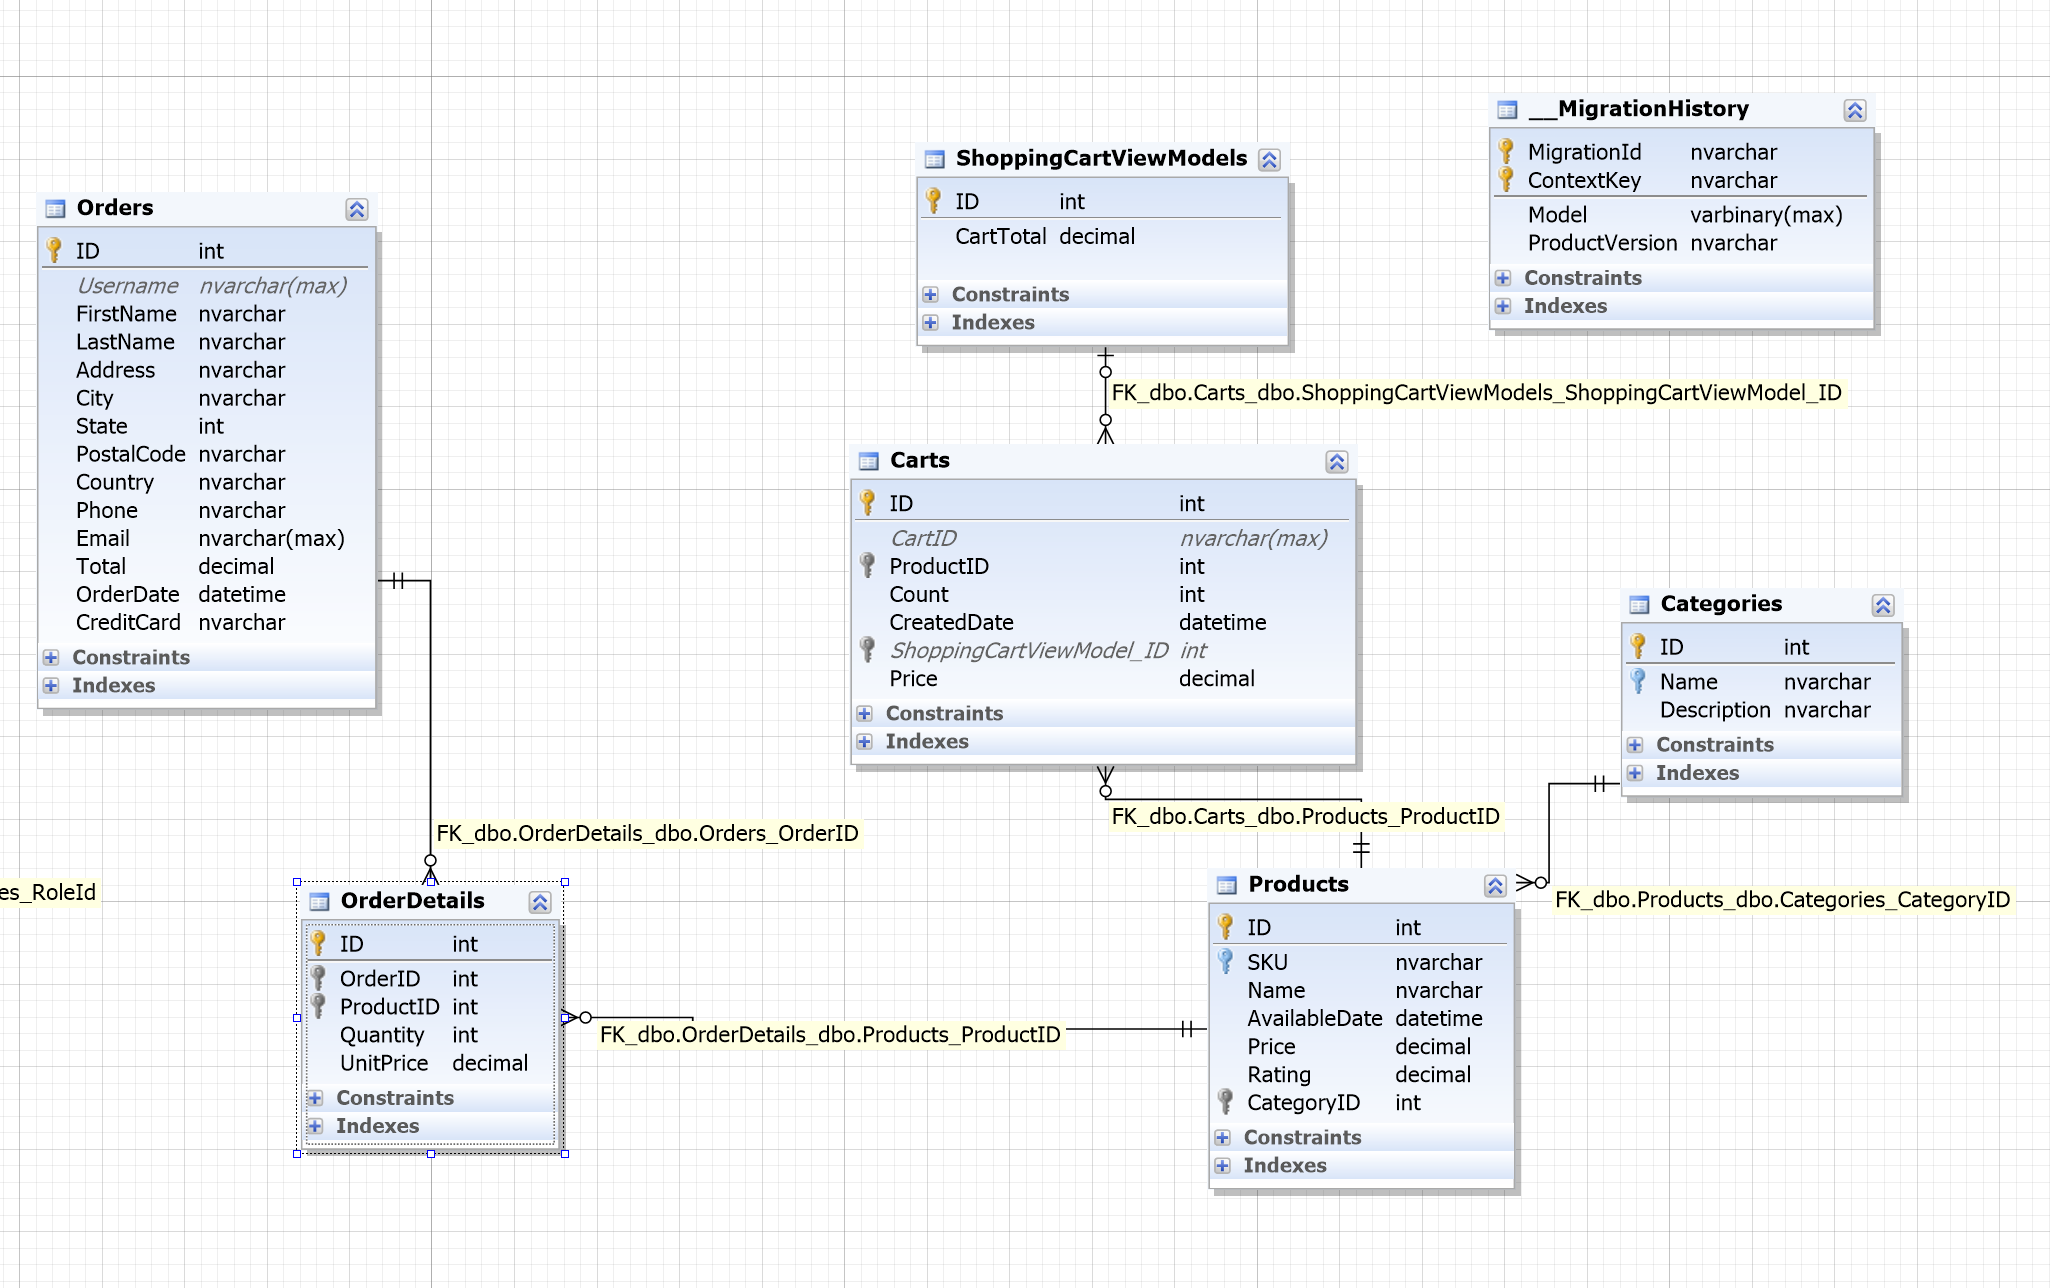 __MigrationHistory
MigrationId nvarchar
ContextKey nvarchar
Model varbinary(max)
ProductVersion nvarchar
Constraints
Indexes
ShoppingCartViewModels
ID int
CartTotal decimal
Constraints
Indexes
Orders
ID int
Username nvarchar(max)
FirstName nvarchar
LastName nvarchar
Address nvarchar
City nvarchar
State int
PostalCode nvarchar
Country nvarchar
Phone nvarchar
Email nvarchar(max)
Total decimal
OrderDate datetime
CreditCard nvarchar
Constraints
Indexes
FK_dbo.Carts_dbo.ShoppingCartViewModels_ShoppingCartViewModel_ID
Carts
ID int
CartID nvarchar(max)
ProductID int
Count int
CreatedDate datetime
ShoppingCartViewModel_ID int
Price decimal
Constraints
Indexes
Categories
ID int
Name nvarchar
Description nvarchar
Constraints
Indexes
FK_dbo.Carts_dbo.Products_ProductID
FK_dbo.OrderDetails_dbo.Orders_OrderID
es_RoleId
FK_dbo.Products_dbo.Categories_CategoryID
OrderDetails
ID int
OrderID int
ProductID int
Quantity int
UnitPrice decimal
Constraints
Indexes
FK_dbo.OrderDetails_dbo.Products_ProductID
Products
ID int
SKU nvarchar
Name nvarchar
AvailableDate datetime
Price decimal
Rating decimal
CategoryID int
Constraints
Indexes